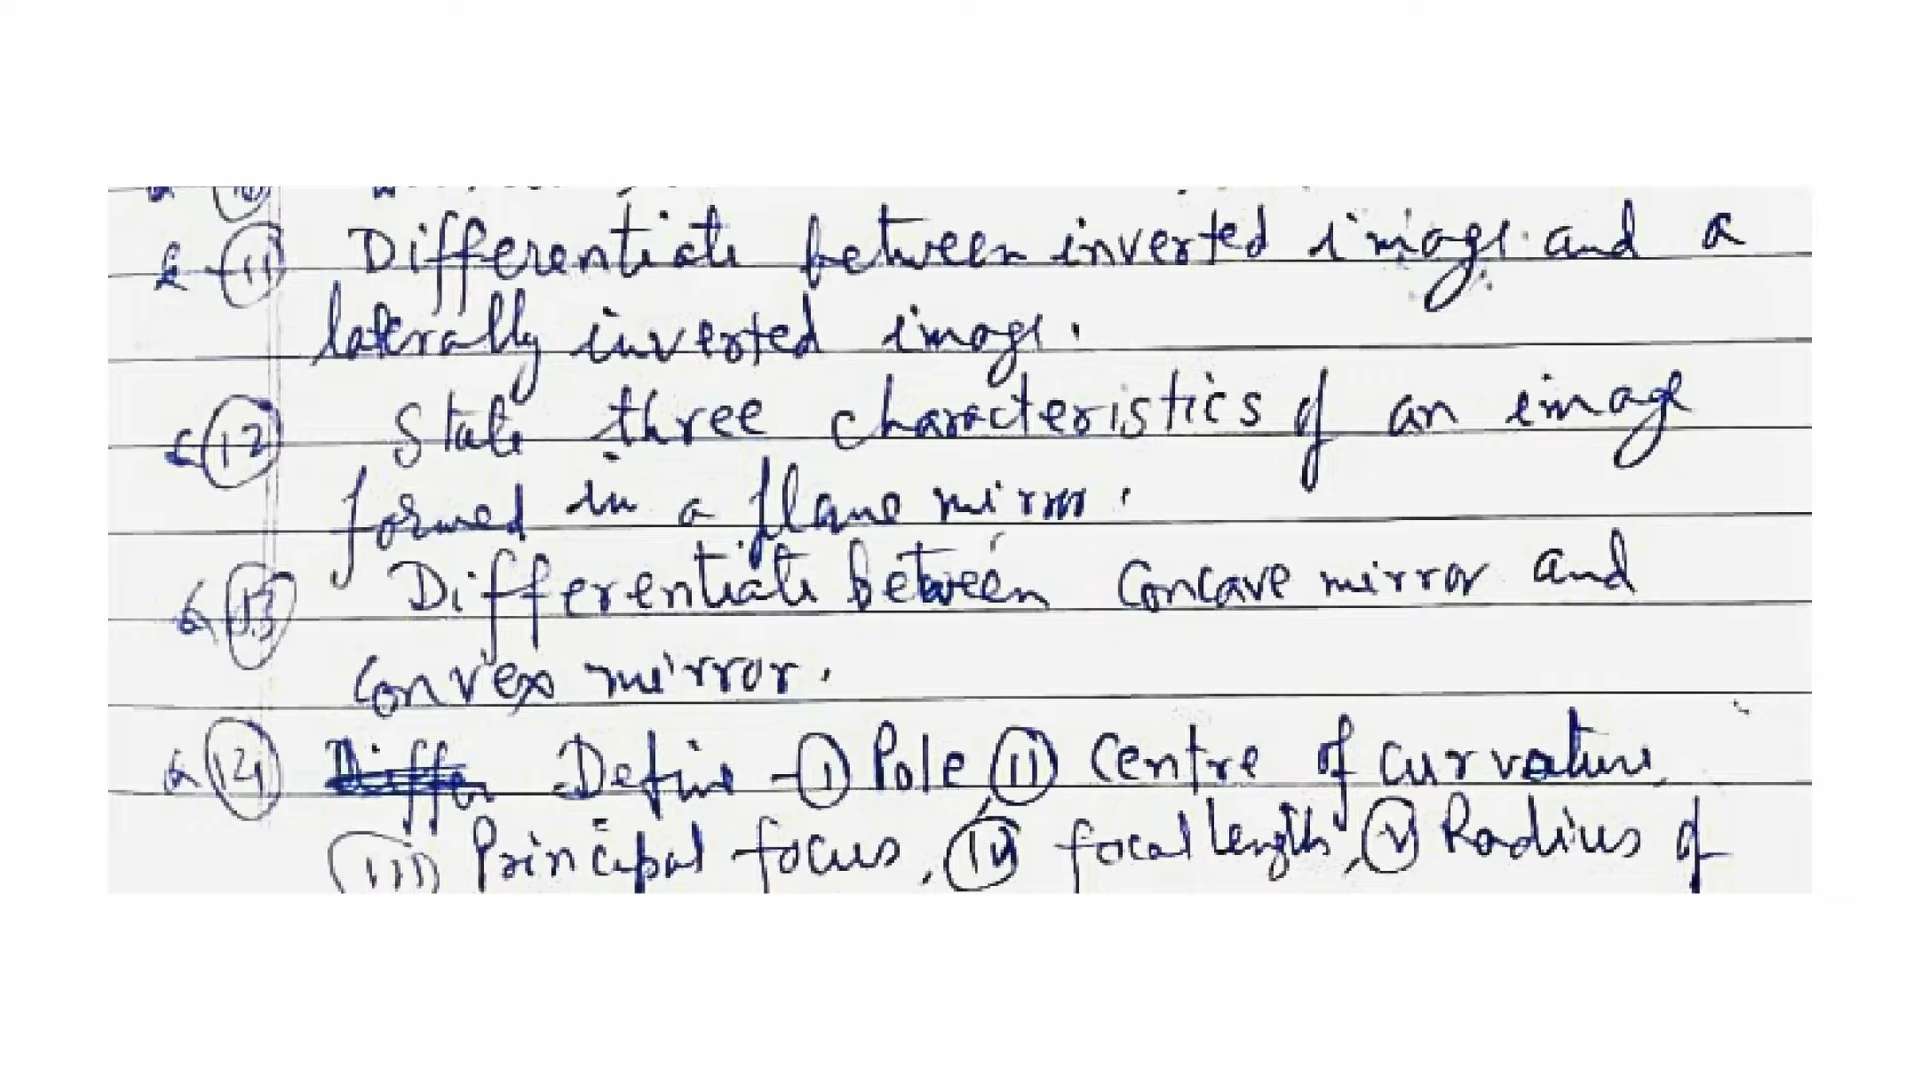 (11) Differentiate between inverted image and a
laterally inverted image.
(12) State three characteristics of an image
formed in a plane mirror.
(13) Differentiate between concave mirror and
convex mirror.
(14) Define - (i) Pole (ii) Centre of curvature,
(iii) Principal focus, (iv) focal length, (v) Radius of